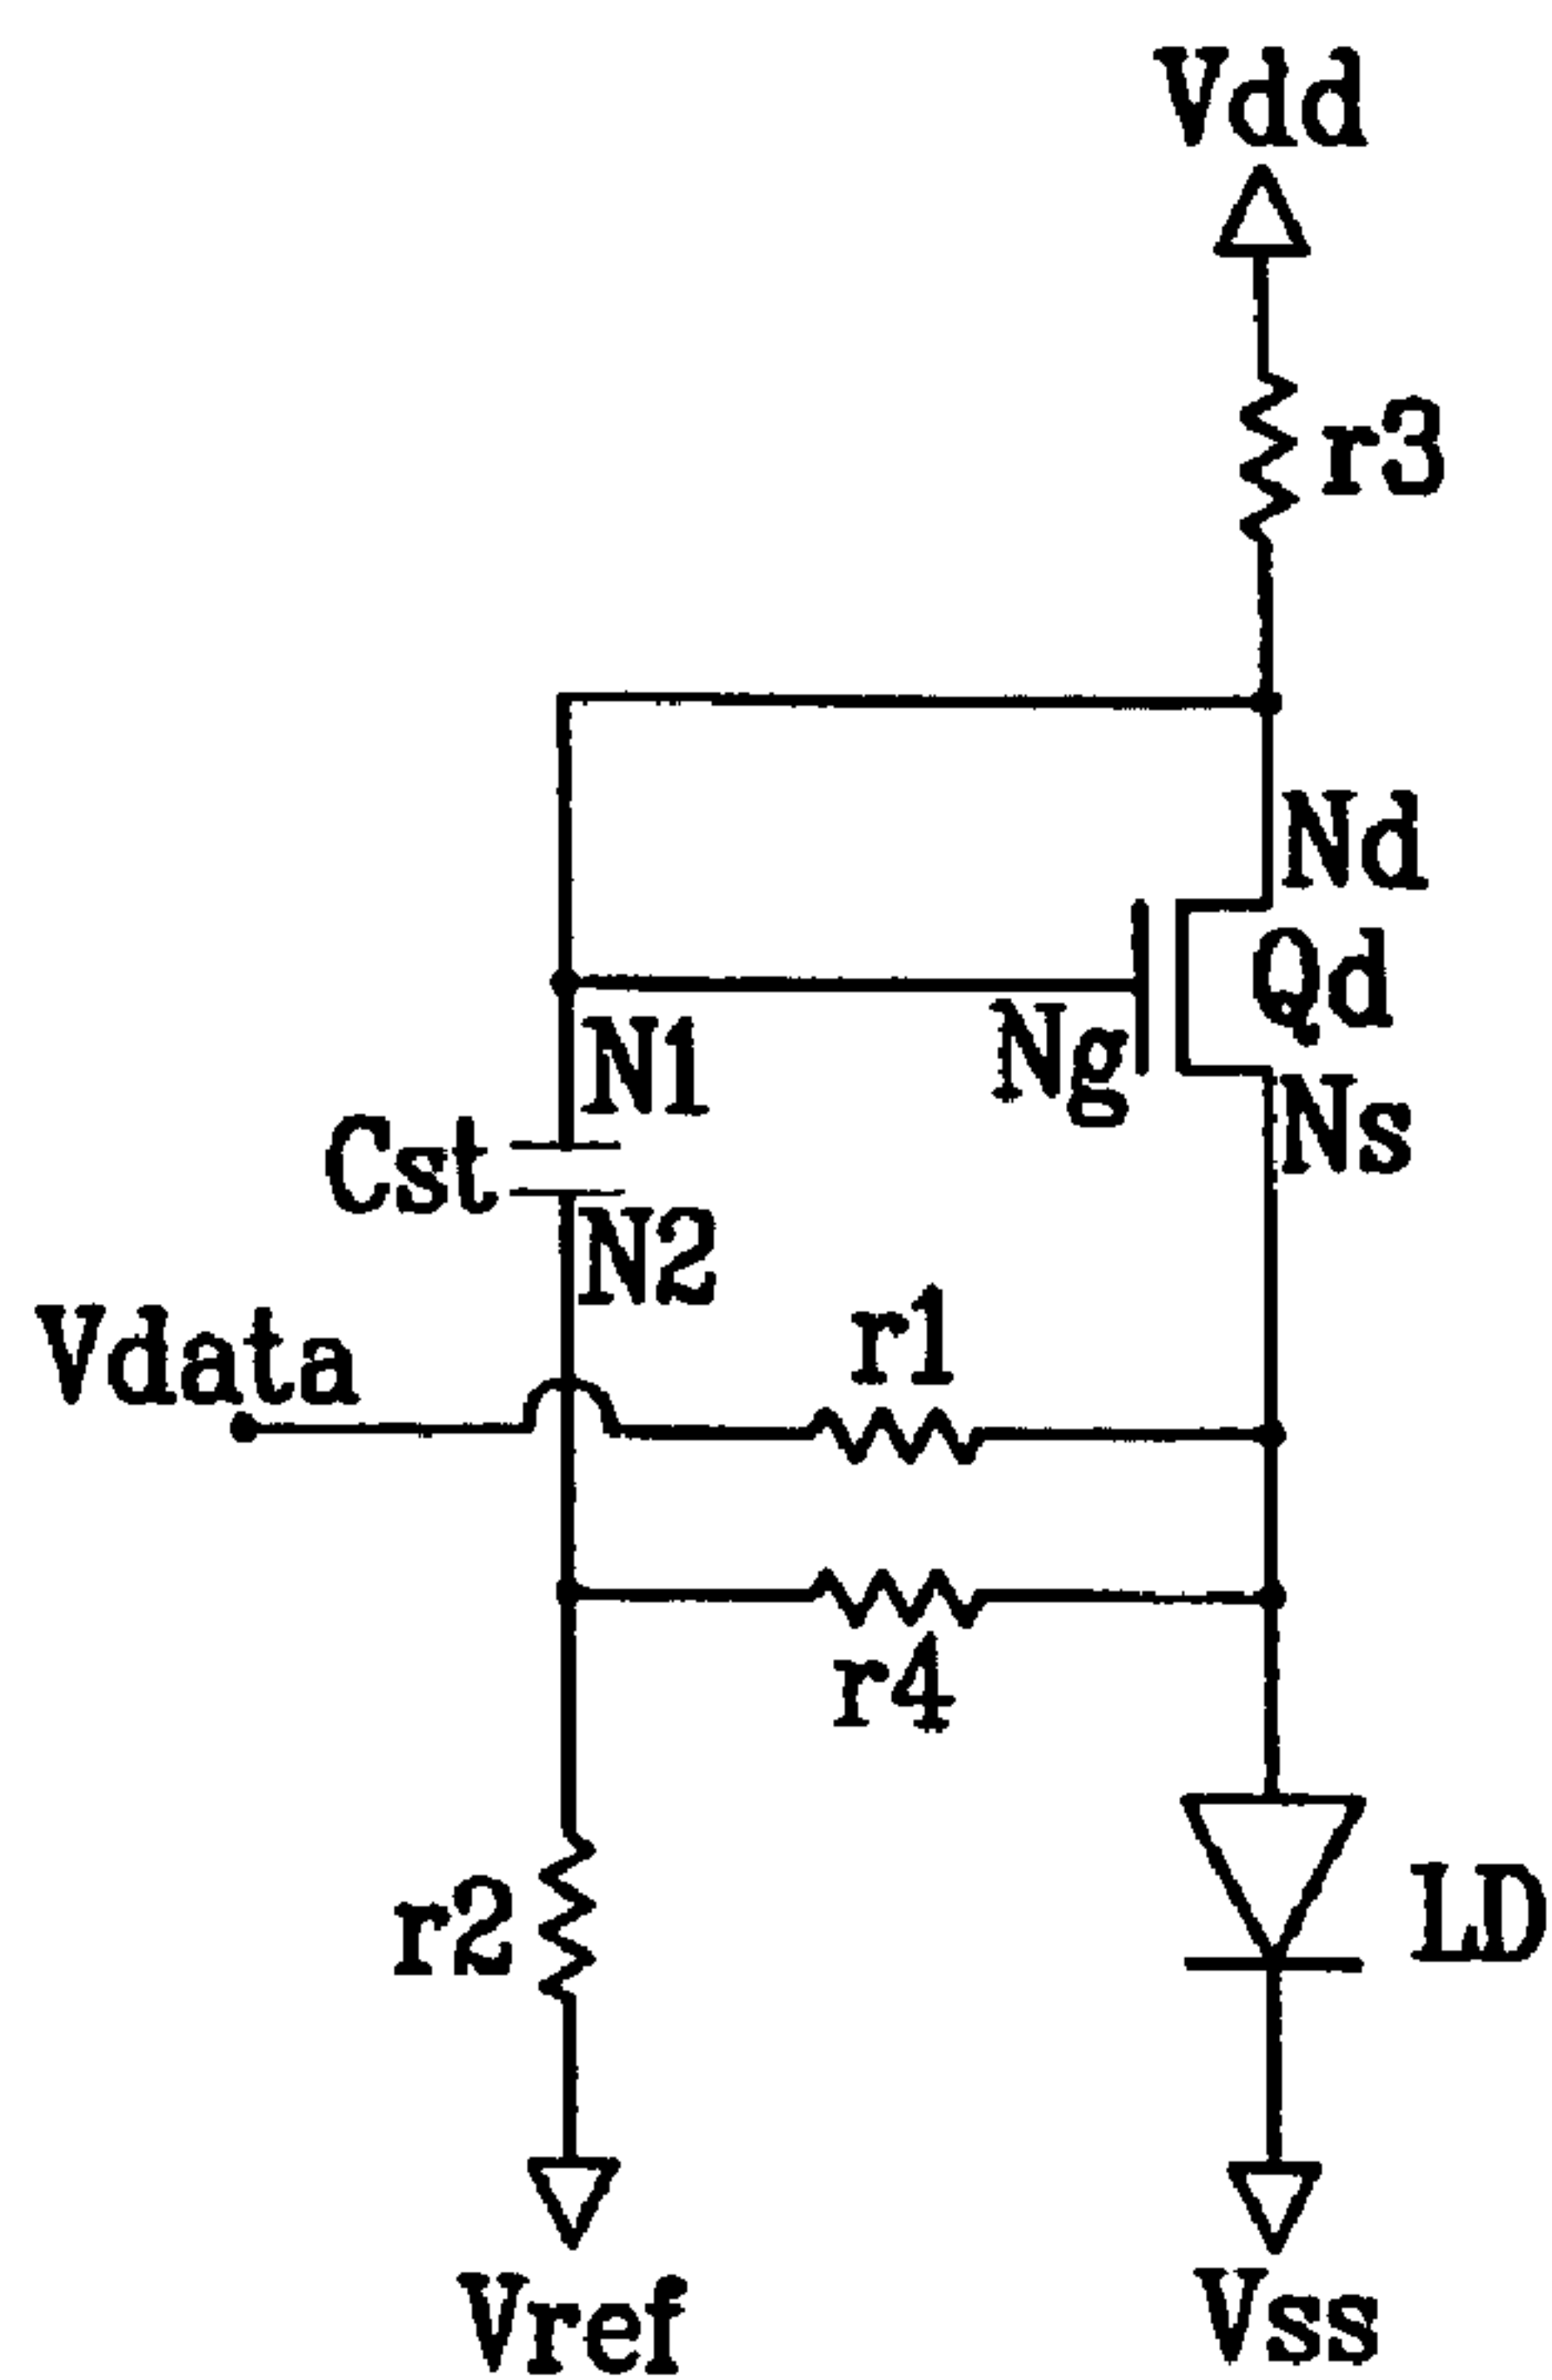 Vdd
r3
Nd
Qd
N1
Ng
Ns
Cst
N2
Vdata
r1
r4
r2
LD
Vref
Vss